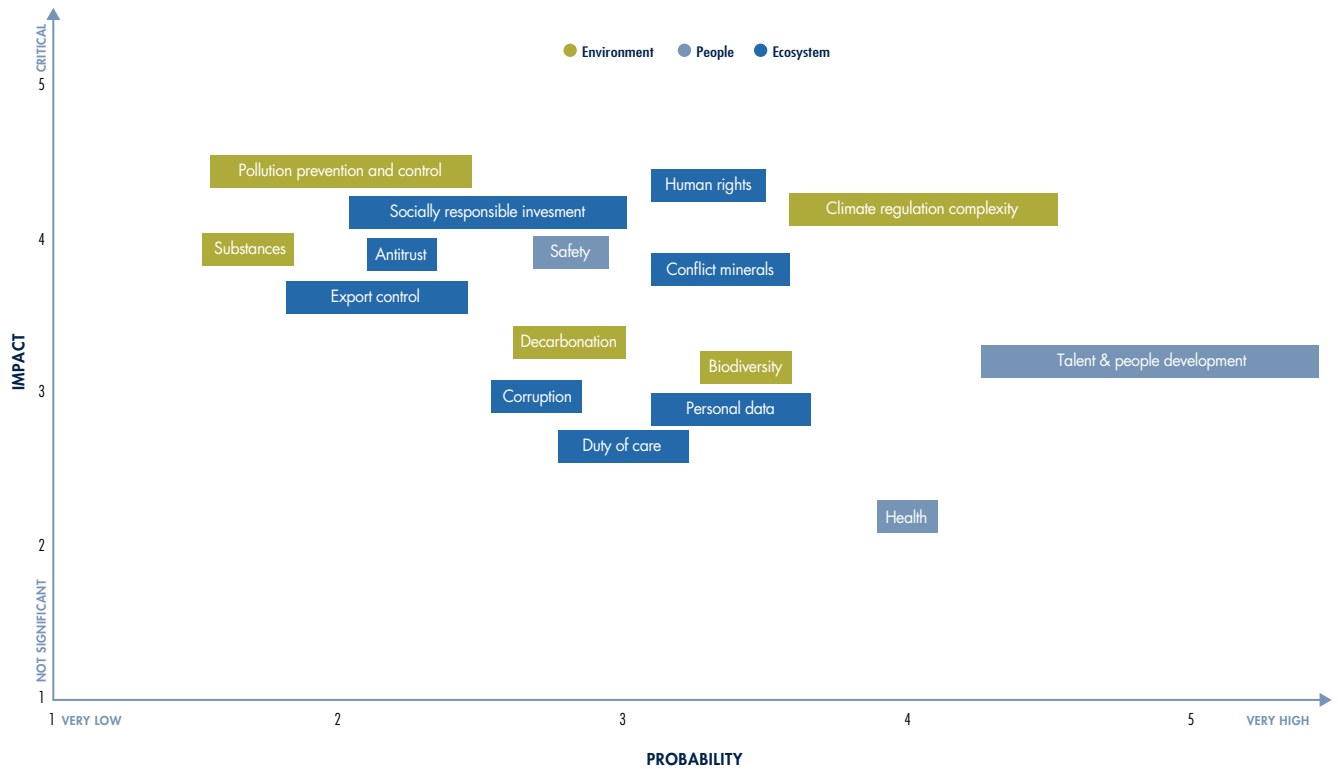 CRITICAL
Environment People Ecosystem
5
Pollution prevention and control
Human rights
Socially responsible invesment
Climate regulation complexity
4
Substances
Antitrust
Safety
Conflict minerals
Export control
IMPACT
Decarbonation
Biodiversity
Talent & people development
3
Corruption
Personal data
Duty of care
Health
2
NOT SIGNIFICANT
1
1 VERY LOW 2 3 4 5 VERY HIGH
PROBABILITY